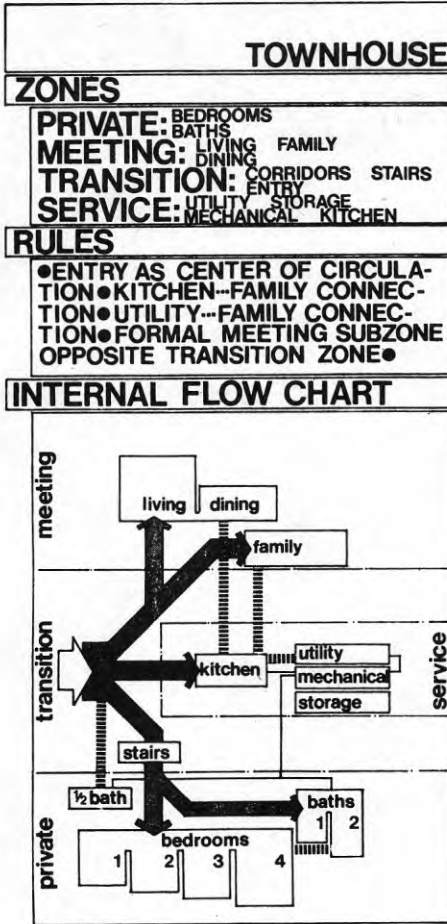 TOWNHOUSE
ZONES
PRIVATE: BEDROOMS
BATHS
MEETING: LIVING FAMILY
DINING
TRANSITION: CORRIDORS STAIRS
ENTRY
SERVICE: UTILITY STORAGE
MECHANICAL KITCHEN
RULES
●ENTRY AS CENTER OF CIRCULA-
TION●KITCHEN--FAMILY CONNEC-
TION●UTILITY--FAMILY CONNEC-
TION●FORMAL MEETING SUBZONE
OPPOSITE TRANSITION ZONE●
INTERNAL FLOW CHART
meeting
living dining
family
transition
kitchen
utility
mechanical
storage
service
stairs
½ bath
baths
1 2
private
bedrooms
1 2 3 4